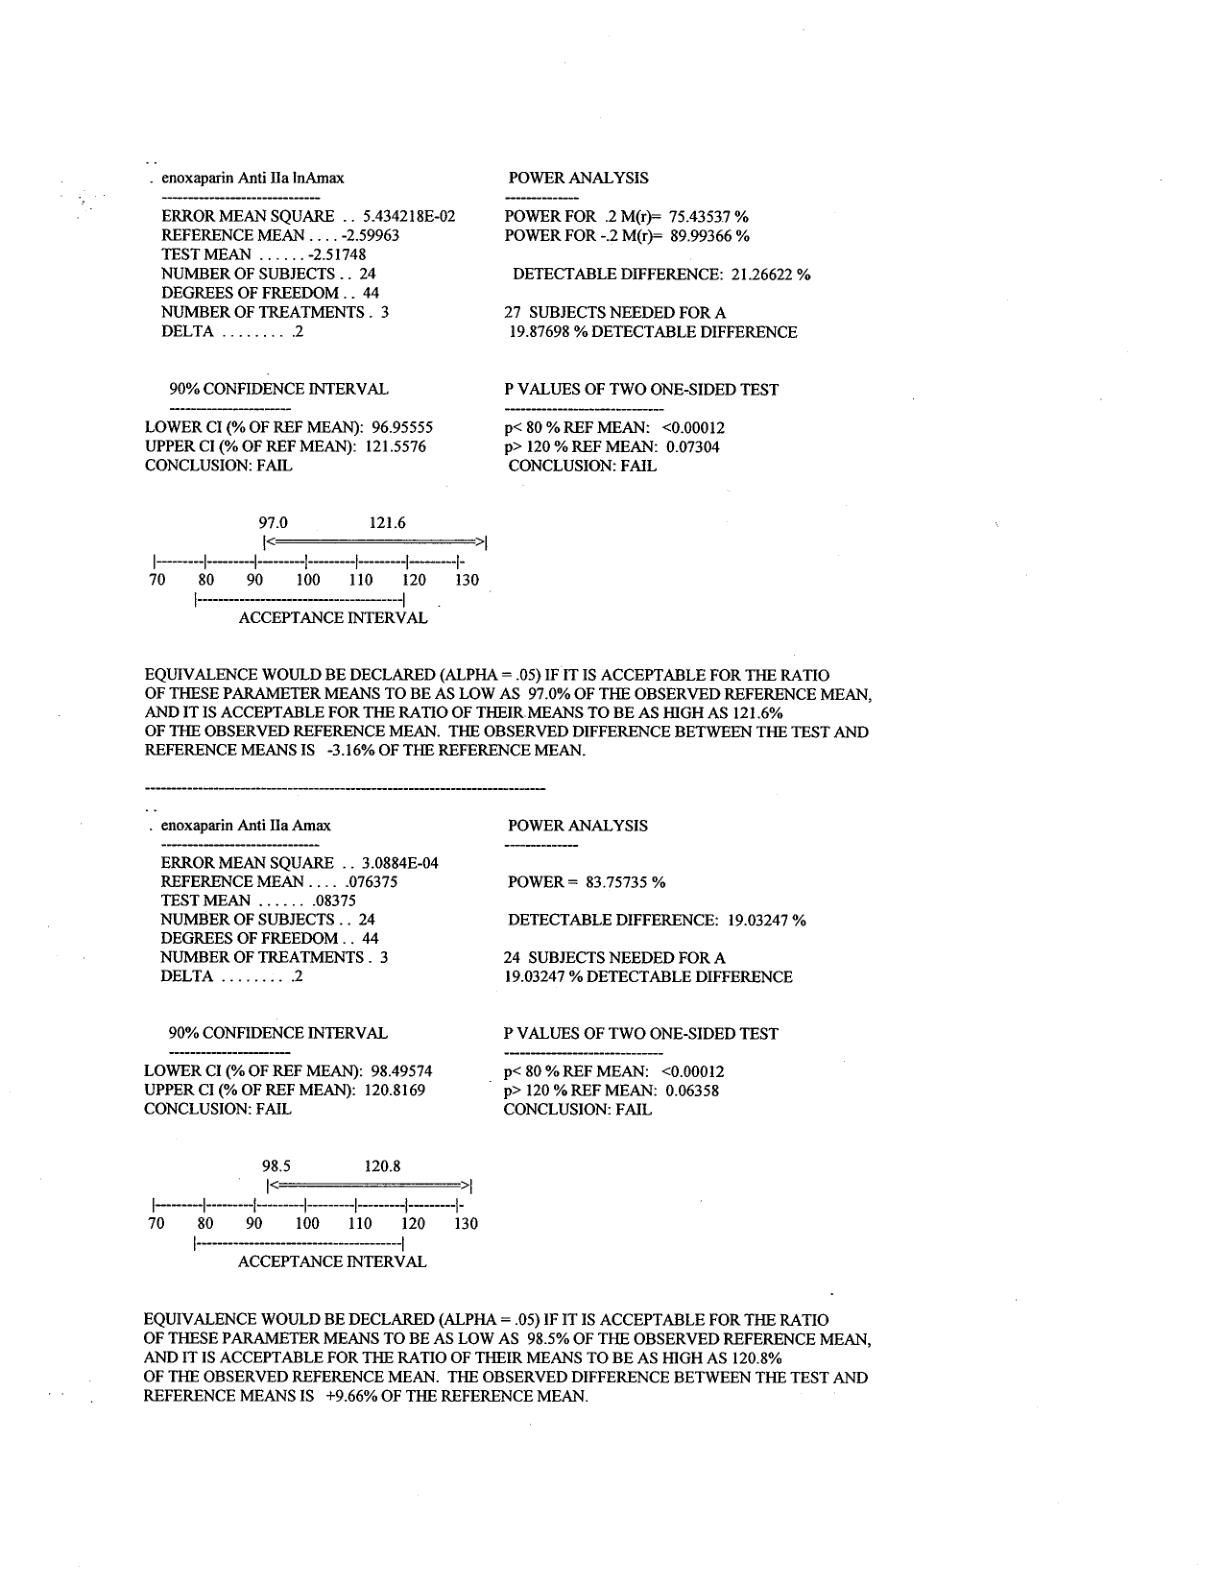 . enoxaparin Anti IIa lnAmax POWER ANALYSIS
------------------------------ --------------
ERROR MEAN SQUARE .. 5.434218E-02 POWER FOR .2 M(r)= 75.43537 %
REFERENCE MEAN .... -2.59963 POWER FOR -.2 M(r)= 89.99366 %
TEST MEAN ...... -2.51748
NUMBER OF SUBJECTS .. 24 DETECTABLE DIFFERENCE: 21.26622 %
DEGREES OF FREEDOM .. 44
NUMBER OF TREATMENTS . 3 27 SUBJECTS NEEDED FOR A
DELTA ......... .2 19.87698 % DETECTABLE DIFFERENCE
90% CONFIDENCE INTERVAL P VALUES OF TWO ONE-SIDED TEST
----------------------- ------------------------------
LOWER CI (% OF REF MEAN): 96.95555 p< 80 % REF MEAN: <0.00012
UPPER CI (% OF REF MEAN): 121.5576 p> 120 % REF MEAN: 0.07304
CONCLUSION: FAIL CONCLUSION: FAIL
97.0 121.6
|<=====================>|
|---------|---------|---------|---------|---------|---------|-
70 80 90 100 110 120 130
|---------------------------------------|
ACCEPTANCE INTERVAL
EQUIVALENCE WOULD BE DECLARED (ALPHA = .05) IF IT IS ACCEPTABLE FOR THE RATIO
OF THESE PARAMETER MEANS TO BE AS LOW AS 97.0% OF THE OBSERVED REFERENCE MEAN,
AND IT IS ACCEPTABLE FOR THE RATIO OF THEIR MEANS TO BE AS HIGH AS 121.6%
OF THE OBSERVED REFERENCE MEAN. THE OBSERVED DIFFERENCE BETWEEN THE TEST AND
REFERENCE MEANS IS -3.16% OF THE REFERENCE MEAN.
----------------------------------------------------------------------------
. enoxaparin Anti IIa Amax POWER ANALYSIS
------------------------------ --------------
ERROR MEAN SQUARE .. 3.0884E-04
REFERENCE MEAN .... .076375 POWER = 83.75735 %
TEST MEAN ...... .08375
NUMBER OF SUBJECTS .. 24 DETECTABLE DIFFERENCE: 19.03247 %
DEGREES OF FREEDOM .. 44
NUMBER OF TREATMENTS . 3 24 SUBJECTS NEEDED FOR A
DELTA ......... .2 19.03247 % DETECTABLE DIFFERENCE
90% CONFIDENCE INTERVAL P VALUES OF TWO ONE-SIDED TEST
----------------------- ------------------------------
LOWER CI (% OF REF MEAN): 98.49574 p< 80 % REF MEAN: <0.00012
UPPER CI (% OF REF MEAN): 120.8169 p> 120 % REF MEAN: 0.06358
CONCLUSION: FAIL CONCLUSION: FAIL
98.5 120.8
|<===================>|
|---------|---------|---------|---------|---------|---------|-
70 80 90 100 110 120 130
|---------------------------------------|
ACCEPTANCE INTERVAL
EQUIVALENCE WOULD BE DECLARED (ALPHA = .05) IF IT IS ACCEPTABLE FOR THE RATIO
OF THESE PARAMETER MEANS TO BE AS LOW AS 98.5% OF THE OBSERVED REFERENCE MEAN,
AND IT IS ACCEPTABLE FOR THE RATIO OF THEIR MEANS TO BE AS HIGH AS 120.8%
OF THE OBSERVED REFERENCE MEAN. THE OBSERVED DIFFERENCE BETWEEN THE TEST AND
REFERENCE MEANS IS +9.66% OF THE REFERENCE MEAN.